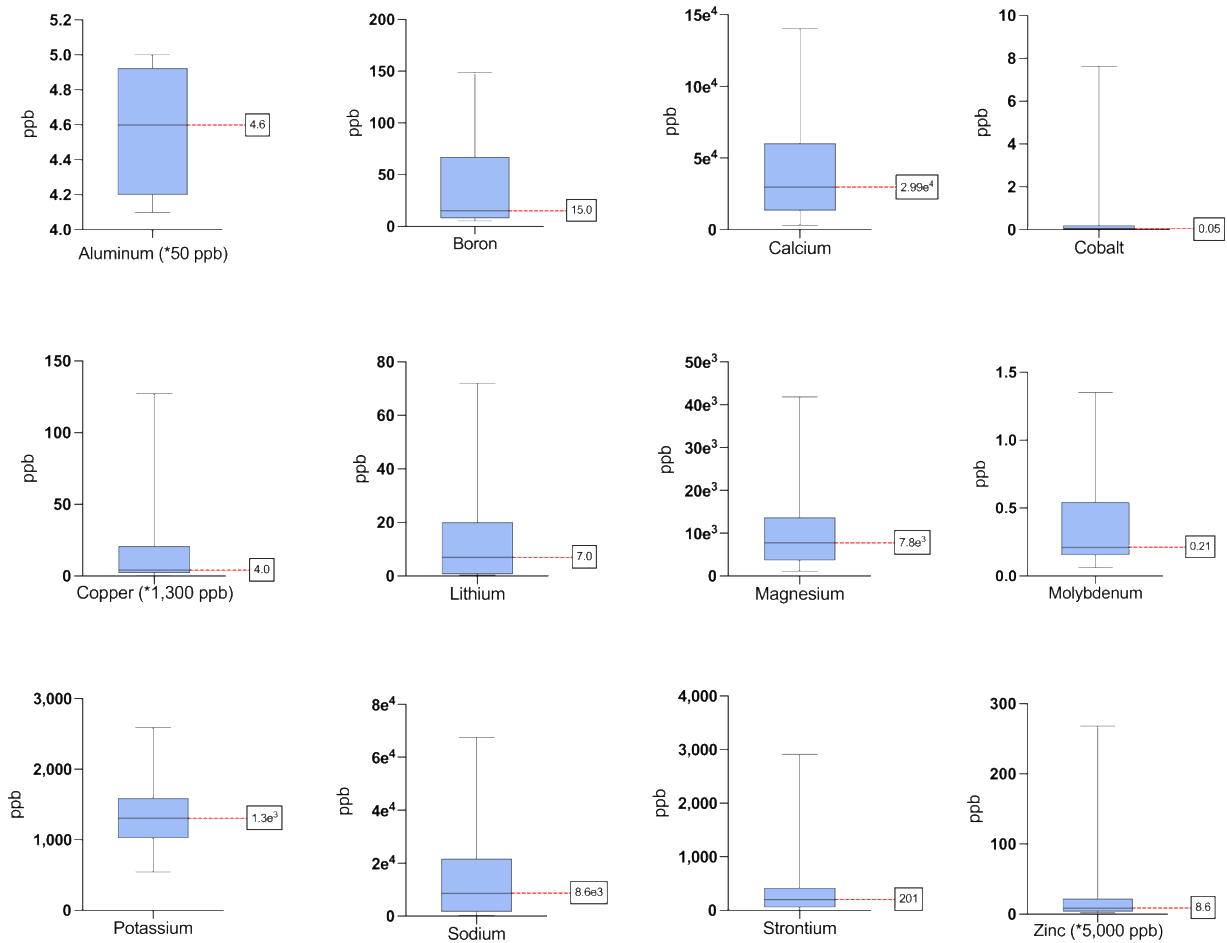 5.2
5.0
4.8
4.6
4.4
4.2
4.0
ppb
4.6
Aluminum (*50 ppb)
200
150
100
50
0
ppb
15.0
Boron
15e⁴
10e⁴
5e⁴
0
ppb
2.99e⁴
Calcium
10
8
6
4
2
0
ppb
0.05
Cobalt
150
100
50
0
ppb
4.0
Copper (*1,300 ppb)
80
60
40
20
0
ppb
7.0
Lithium
50e³
40e³
30e³
20e³
10e³
0
ppb
7.8e³
Magnesium
1.5
1.0
0.5
0.0
ppb
0.21
Molybdenum
3,000
2,000
1,000
0
ppb
1.3e³
Potassium
8e⁴
6e⁴
4e⁴
2e⁴
0
ppb
8.6e3
Sodium
4,000
3,000
2,000
1,000
0
ppb
201
Strontium
300
200
100
0
ppb
8.6
Zinc (*5,000 ppb)